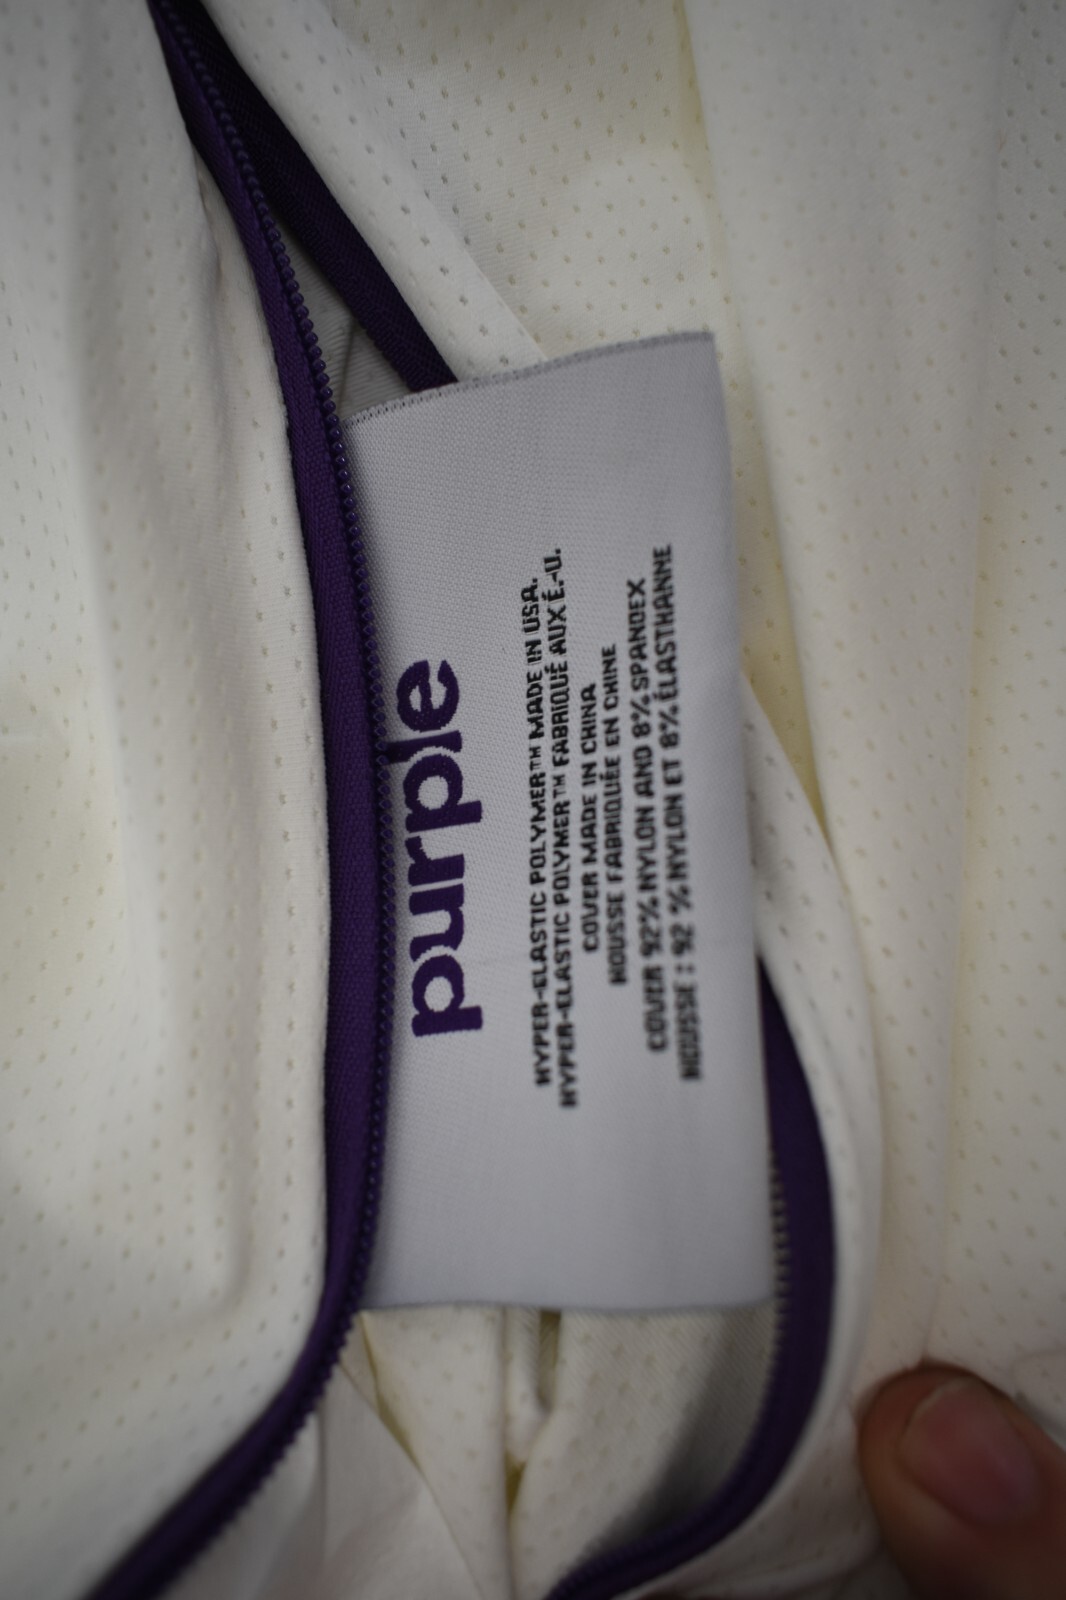 purple
HYPER-ELASTIC POLYMER™ MADE IN USA.
HYPER-ELASTIC POLYMER™ FABRIQUÉ AUX É.-U.
COVER MADE IN CHINA
HOUSSE FABRIQUÉE EN CHINE
COVER 92% NYLON AND 8% SPANDEX
HOUSSE : 92 % NYLON ET 8% ÉLASTHANNE